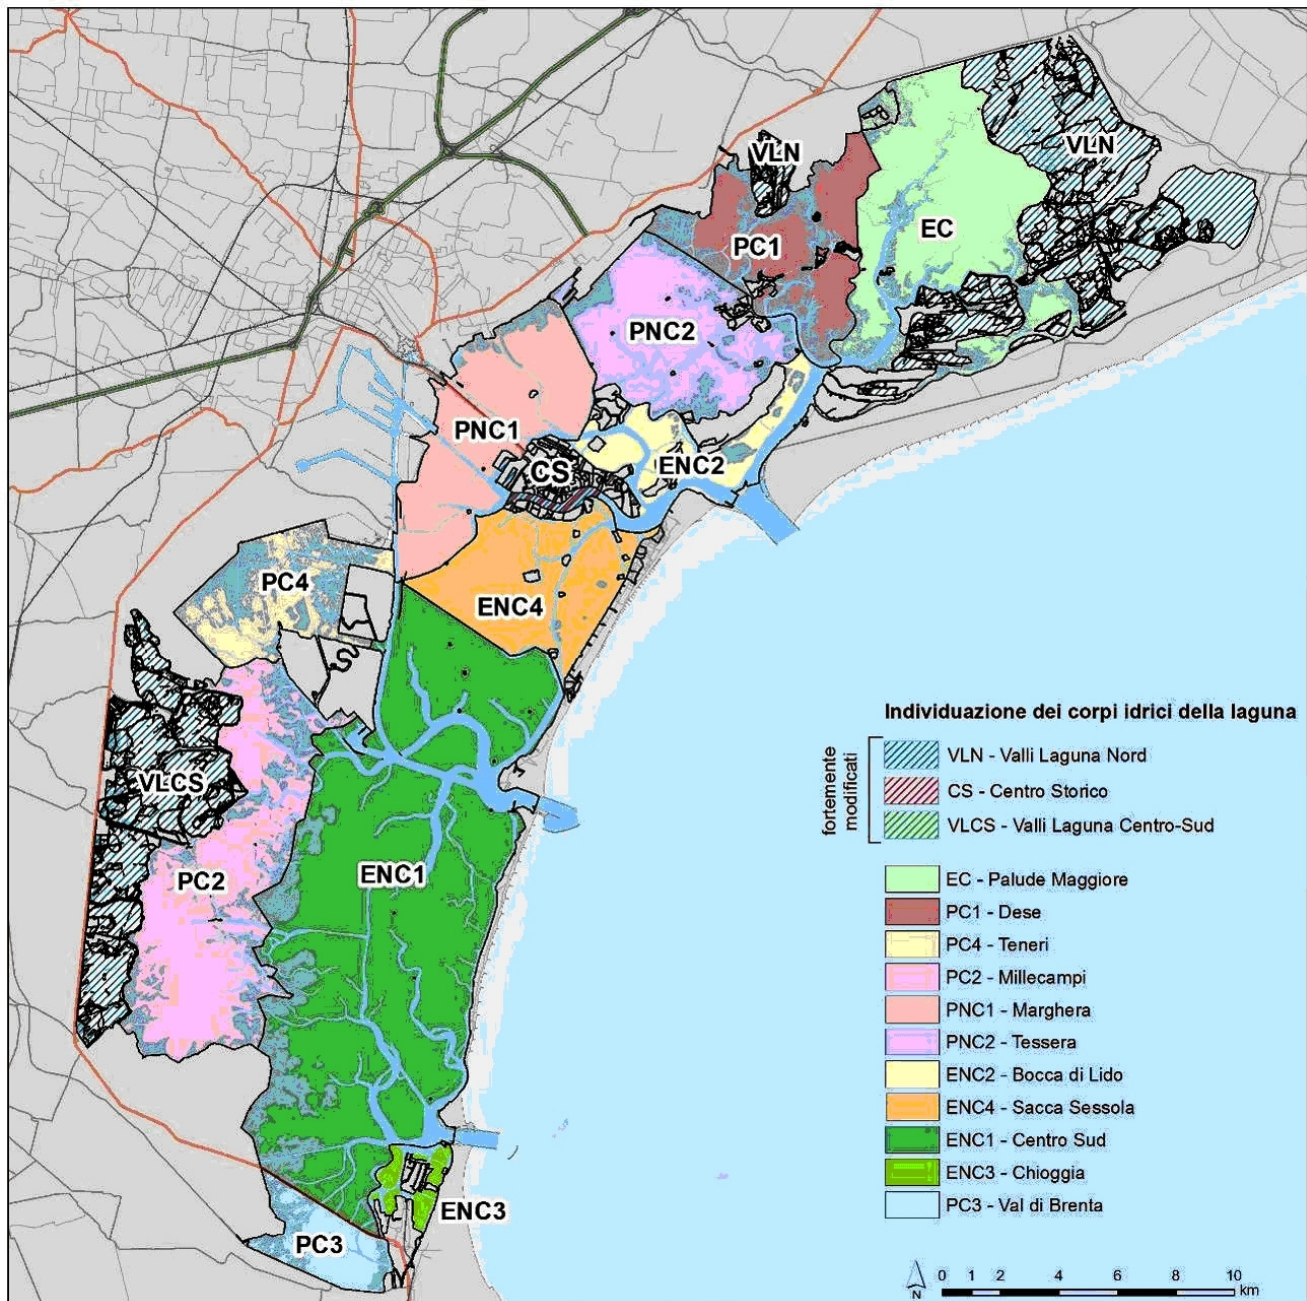 VLN
VLN
PC1
EC
PNC2
PNC1
CS
ENC2
PC4
ENC4
VLCS
PC2
ENC1
ENC3
PC3
Individuazione dei corpi idrici della laguna
fortemente
modificati
VLN - Valli Laguna Nord
CS - Centro Storico
VLCS - Valli Laguna Centro-Sud
EC - Palude Maggiore
PC1 - Dese
PC4 - Teneri
PC2 - Millecampi
PNC1 - Marghera
PNC2 - Tessera
ENC2 - Bocca di Lido
ENC4 - Sacca Sessola
ENC1 - Centro Sud
ENC3 - Chioggia
PC3 - Val di Brenta
N
0 1 2 4 6 8 10
km